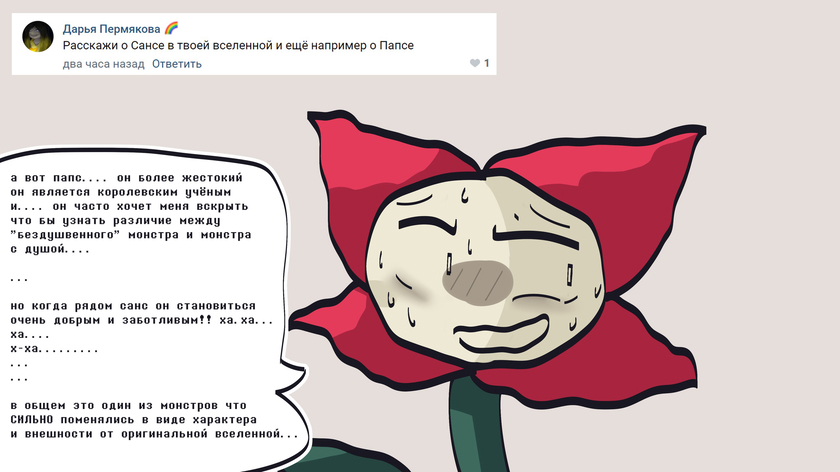 Дарья Пермякова 🌈
Расскажи о Сансе в твоей вселенной и ещё например о Папсе
два часа назад Ответить
1
а вот папс.... он более жестокий
он является королевским учёным
и.... он часто хочет меня вскрыть
что бы узнать различие между
"бездушвенного" монстра и монстра
с душой....
...
но когда рядом санс он становиться
очень добрым и заботливым!! ха.ха...
ха....
х-ха.........
...
...
в общем это один из монстров что
СИЛЬНО поменялись в виде характера
и внешности от оригинальной вселенной...